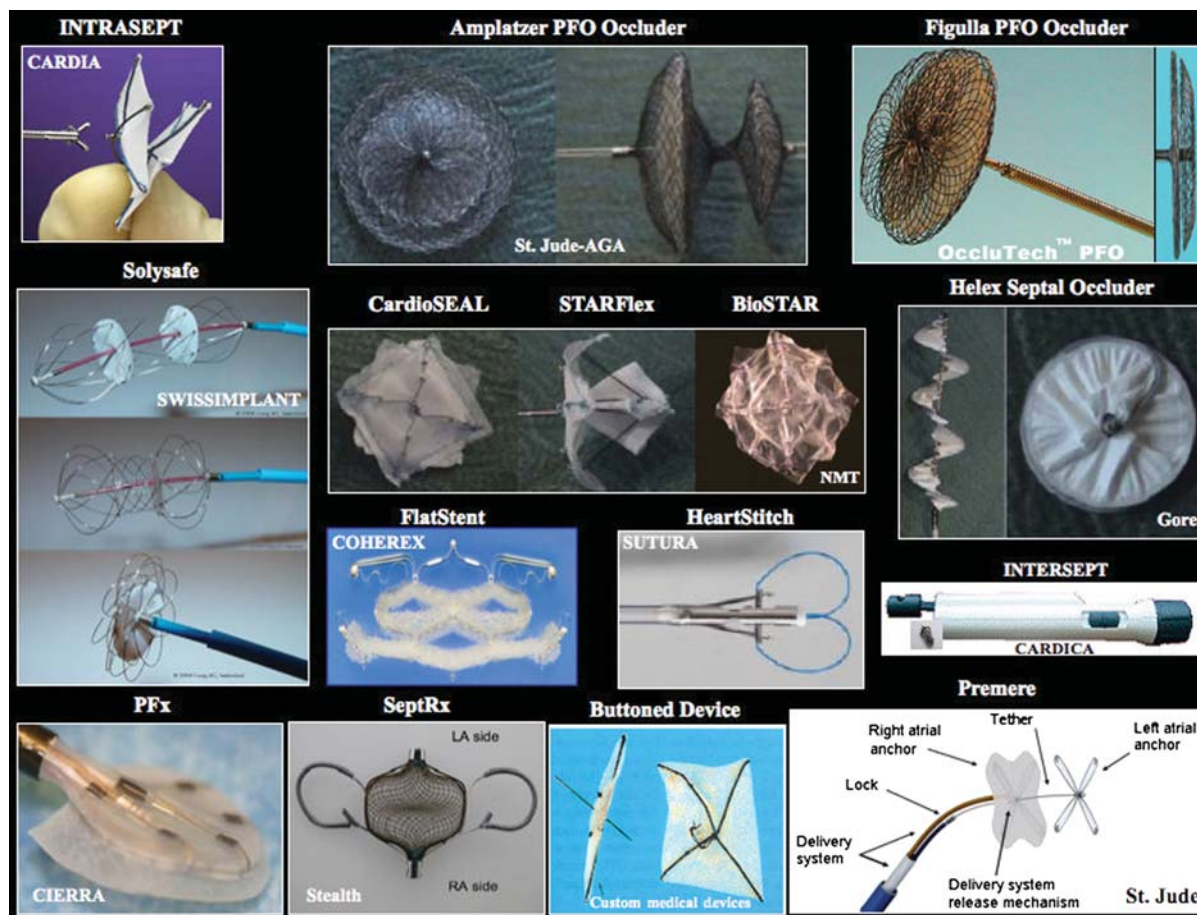 INTRASEPT
CARDIA
Amplatzer PFO Occluder
St. Jude-AGA
Figulla PFO Occluder
OccluTech™ PFO
Solysafe
SWISSIMPLANT
CardioSEAL
STARFlex
BioSTAR
NMT
Helex Septal Occluder
Gore
FlatStent
COHEREX
HeartStitch
SUTURA
INTERSEPT
CARDICA
PFx
CIERRA
SeptRx
LA side
RA side
Stealth
Buttoned Device
Custom medical devices
Premere
Right atrial
anchor
Tether
Left atrial
anchor
Lock
Delivery
system
Delivery system
release mechanism
St. Jude